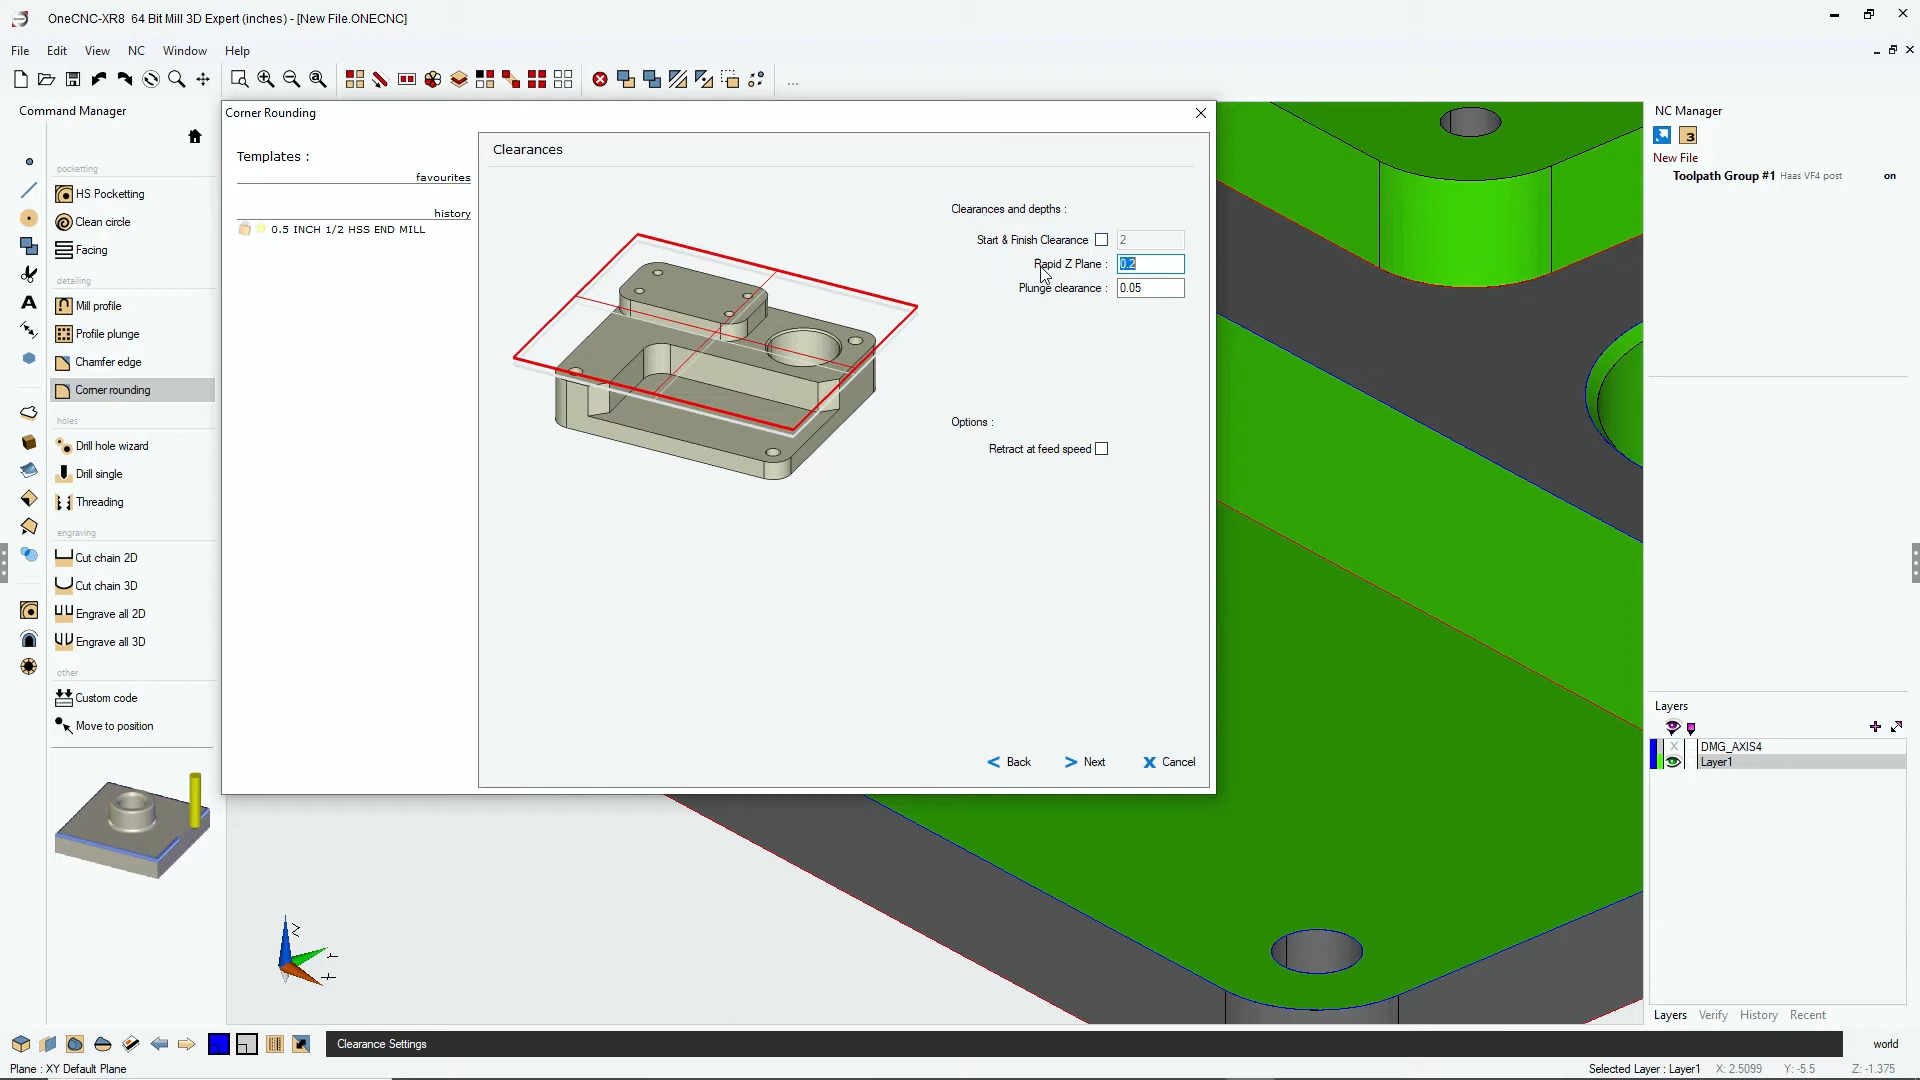 OneCNC-XR8 64 Bit Mill 3D Expert (inches) - [New File.ONECNC]
File Edit View NC Window Help
...
Command Manager
pocketting
HS Pocketting
Clean circle
Facing
detailing
Mill profile
Profile plunge
Chamfer edge
Corner rounding
holes
Drill hole wizard
Drill single
Threading
engraving
Cut chain 2D
Cut chain 3D
Engrave all 2D
Engrave all 3D
other
Custom code
Move to position
Corner Rounding
Templates :
favourites
history
0.5 INCH 1/2 HSS END MILL
Clearances
Clearances and depths :
Start & Finish Clearance 2
Rapid Z Plane : 0.2
Plunge clearance : 0.05
Options :
Retract at feed speed
< Back > Next X Cancel
NC Manager
3
New File
Toolpath Group #1 Haas VF4 post on
Layers
X DMG_AXIS4
Layer1
Layers Verify History Recent
Clearance Settings
world
Plane : XY Default Plane
Selected Layer : Layer1 X: 2.5099 Y: -5.5 Z: -1.375